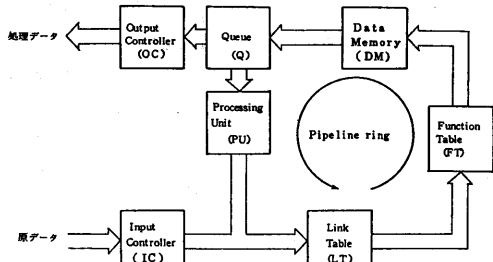 処理データ
Output
Controller
(OC)
Queue
(Q)
Data
Memory
(DM)
Processing
Unit
(PU)
Pipeline ring
Function
Table
(FT)
原データ
Input
Controller
(IC)
Link
Table
(LT)